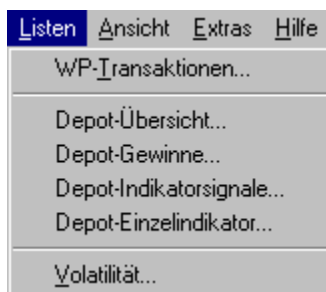 Listen Ansicht Extras Hilfe
WP-Transaktionen...
Depot-Übersicht...
Depot-Gewinne...
Depot-Indikatorsignale...
Depot-Einzelindikator...
Volatilität...